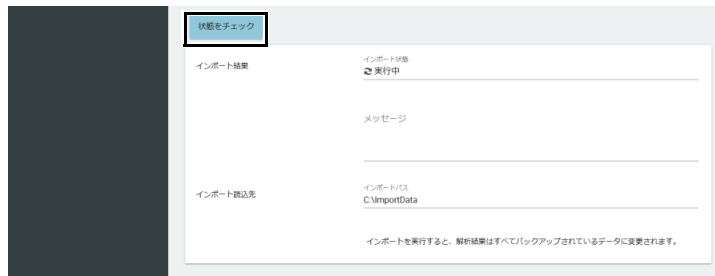 状態をチェック
インポート結果
インポート状態
実行中
メッセージ
インポート読込先
インポートパス
C:\ImportData
インポートを実行すると、解析結果はすべてバックアップされているデータに変更されます。